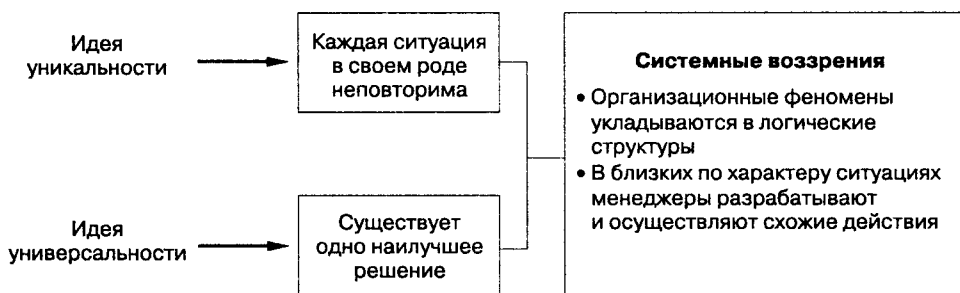 Идея
уникальности
Каждая ситуация
в своем роде
неповторима
Идея
универсальности
Существует
одно наилучшее
решение
Системные воззрения
• Организационные феномены
укладываются в логические
структуры
• В близких по характеру ситуациях
менеджеры разрабатывают
и осуществляют схожие действия